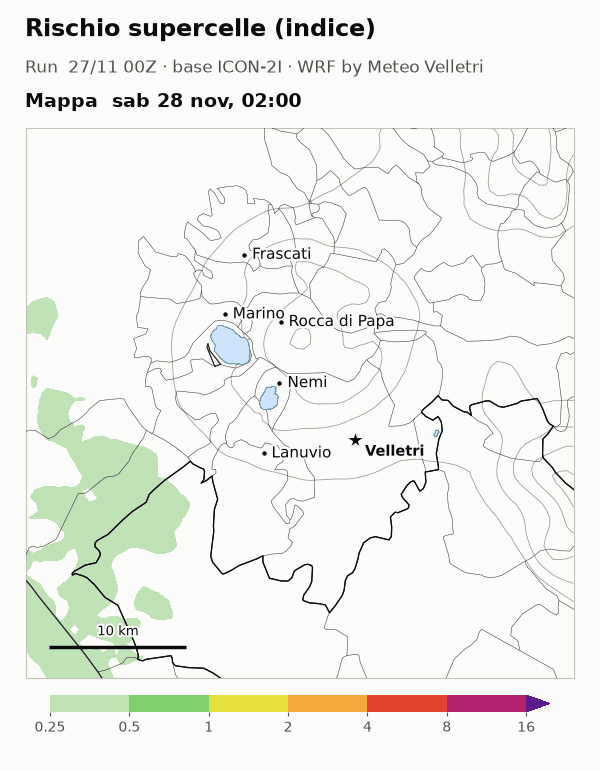 Rischio supercelle (indice)
Run  27/11 00Z · base ICON-2I · WRF by Meteo Velletri
Mappa  sab 28 nov, 02:00
Frascati
Marino
Rocca di Papa
Nemi
Velletri
Lanuvio
10 km
0.25 0.5 1 2 4 8 16